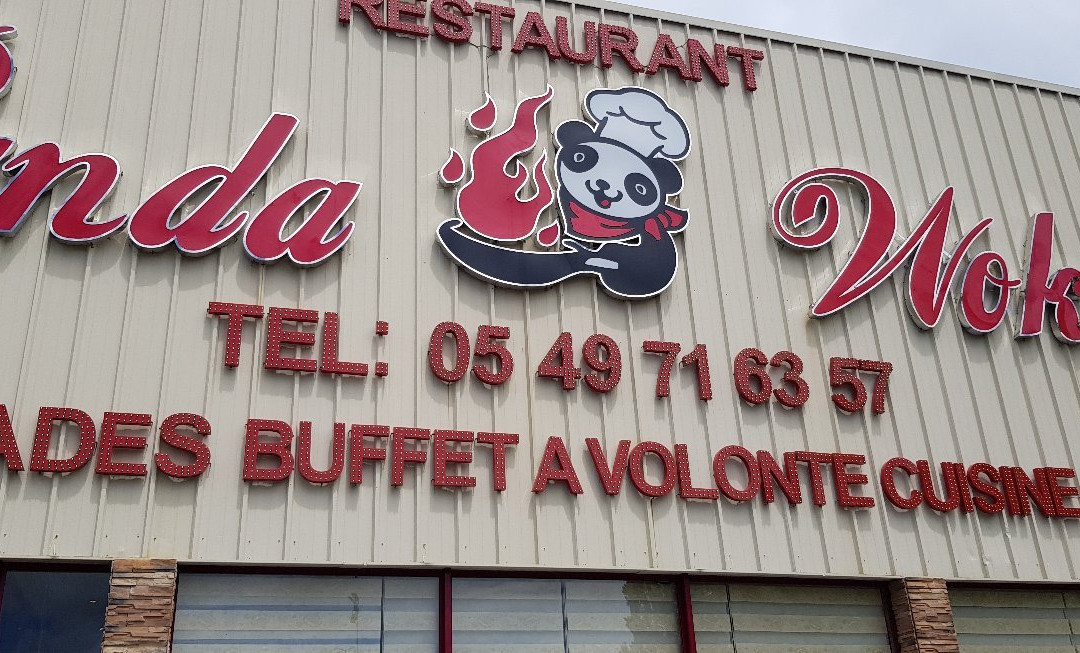 RESTAURANT
nda Wok
TEL: 05 49 71 63 57
ADES BUFFET A VOLONTE CUISINE